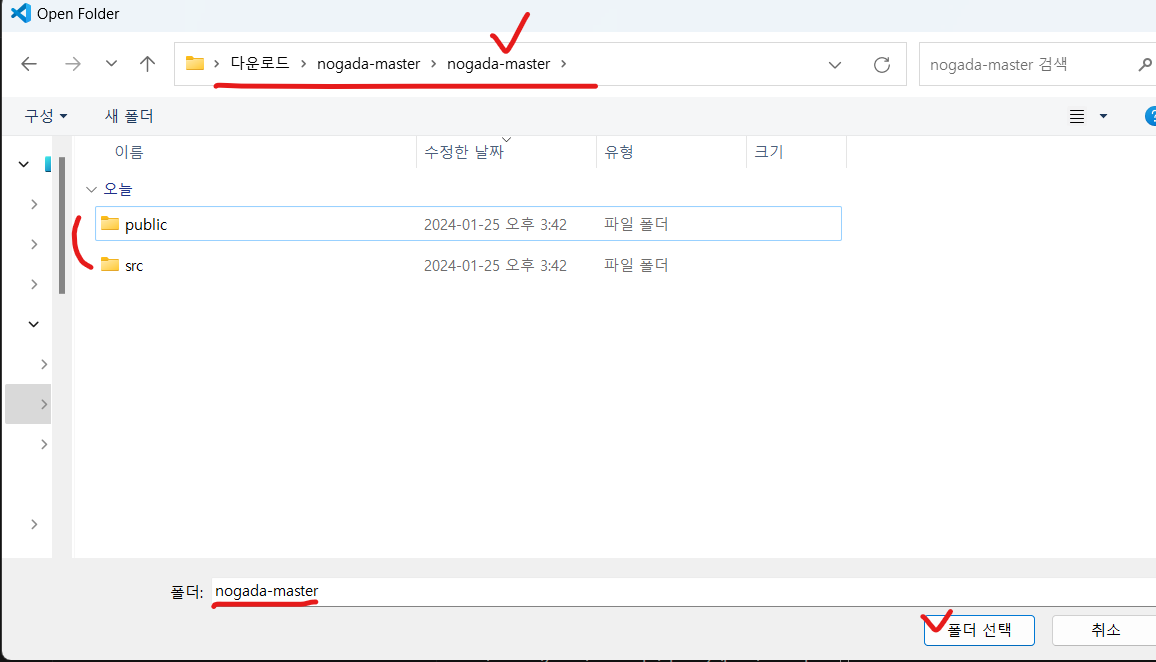 Open Folder
다운로드 nogada-master nogada-master nogada-master 검색
구성 새 폴더
이름 수정한 날짜 유형 크기
오늘
public 2024-01-25 오후 3:42 파일 폴더
src 2024-01-25 오후 3:42 파일 폴더
폴더: nogada-master
폴더 선택 취소